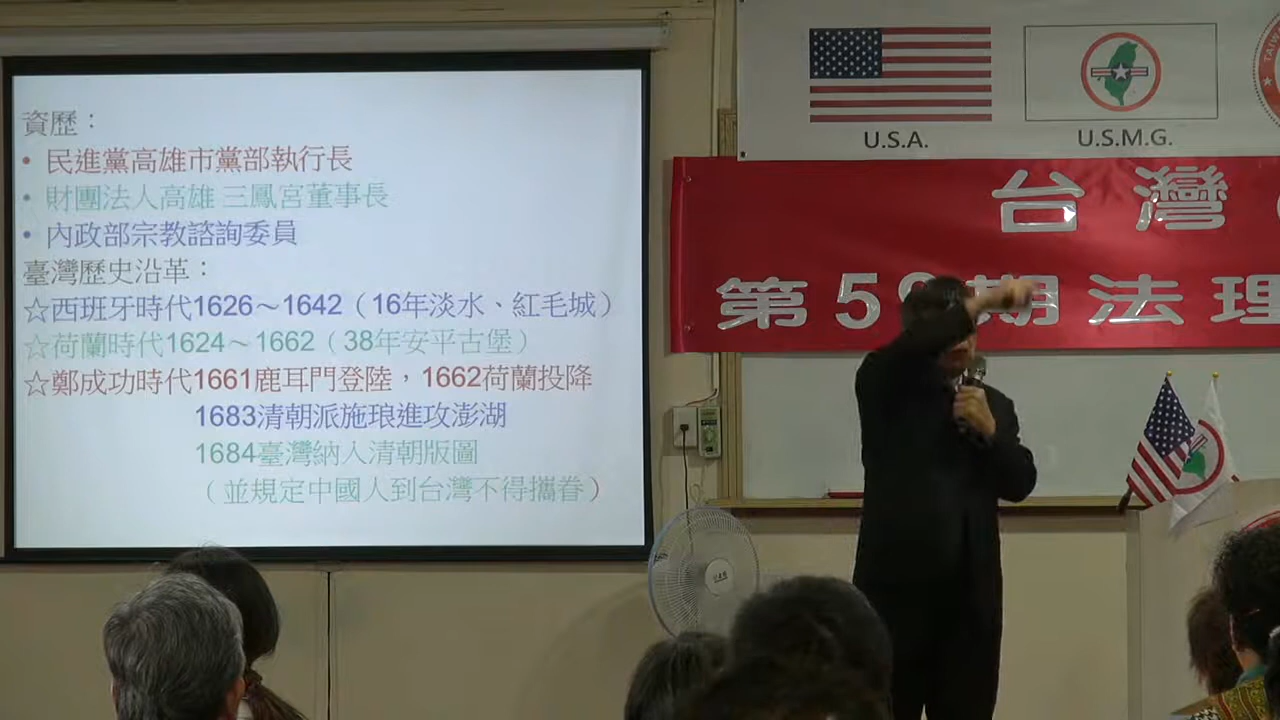 資歷：
• 民進黨高雄市黨部執行長
• 財團法人高雄 三鳳宮董事長
• 內政部宗教諮詢委員
臺灣歷史沿革：
☆西班牙時代1626～1642（16年淡水、紅毛城）
☆荷蘭時代1624～1662（38年安平古堡）
☆鄭成功時代1661鹿耳門登陸，1662荷蘭投降
1683清朝派施琅進攻澎湖
1684臺灣納入清朝版圖
（並規定中國人到台灣不得攜眷）
U.S.A.
U.S.M.G.
台灣
第59期法理